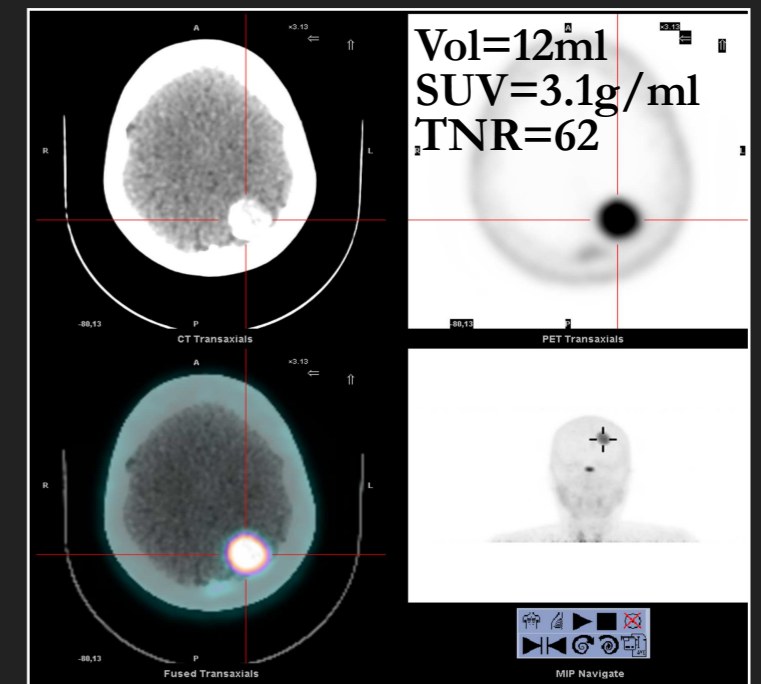 A
×3.13
R
L
-88,13
P
CT Transaxials
Vol=12ml
SUV=3.1g/ml
TNR=62
A
×3.13
L
-88,13
P
PET Transaxials
A
×3.13
R
L
-88,13
P
Fused Transaxials
MIP Navigate